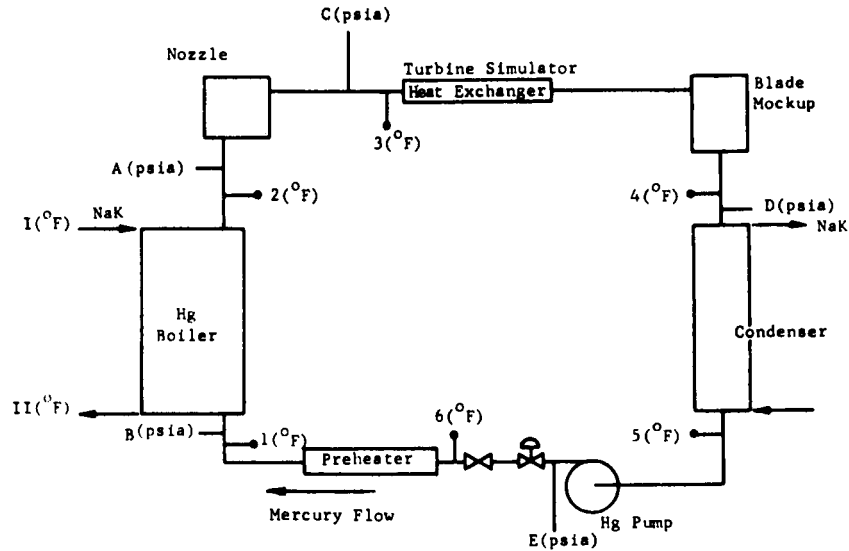 C(psia)
Nozzle
Turbine Simulator
Heat Exchanger
Blade
Mockup
3(°F)
A(psia)
2(°F)
4(°F)
D(psia)
I(°F)
NaK
NaK
Hg
Boiler
Condenser
II(°F)
B(psia)
1(°F)
6(°F)
5(°F)
Preheater
Mercury Flow
Hg Pump
E(psia)